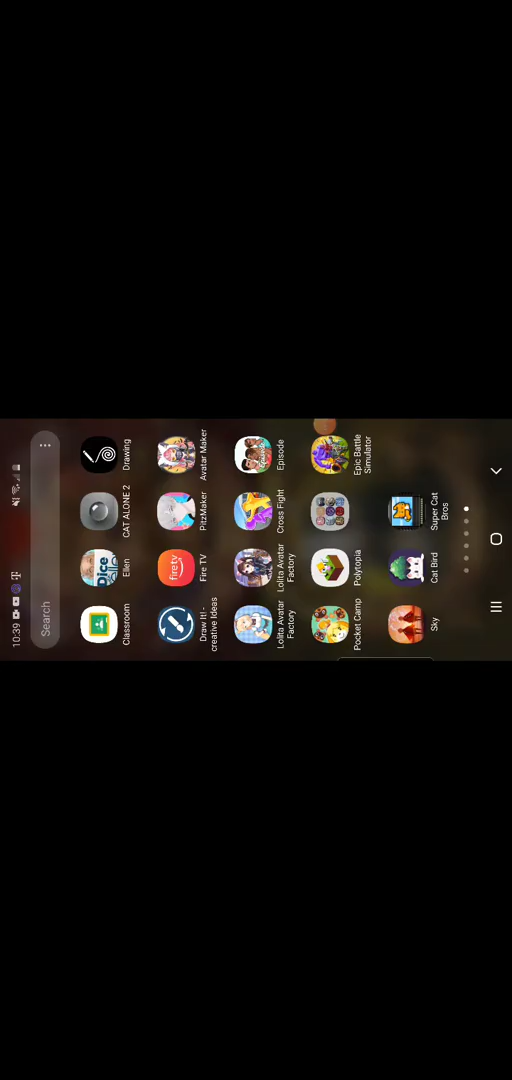 10:39
Search
Classroom
Ellen
CAT ALONE 2
Drawing
Draw It! -
creative Ideas
fire tv
Fire TV
PitzMaker
Avatar Maker
Lolita Avatar
Factory
Lolita Avatar
Factory
Cross Fight
Episode
Pocket Camp
Polytopia
Epic Battle
Simulator
Sky
Cat Bird
Super Cat
Bros